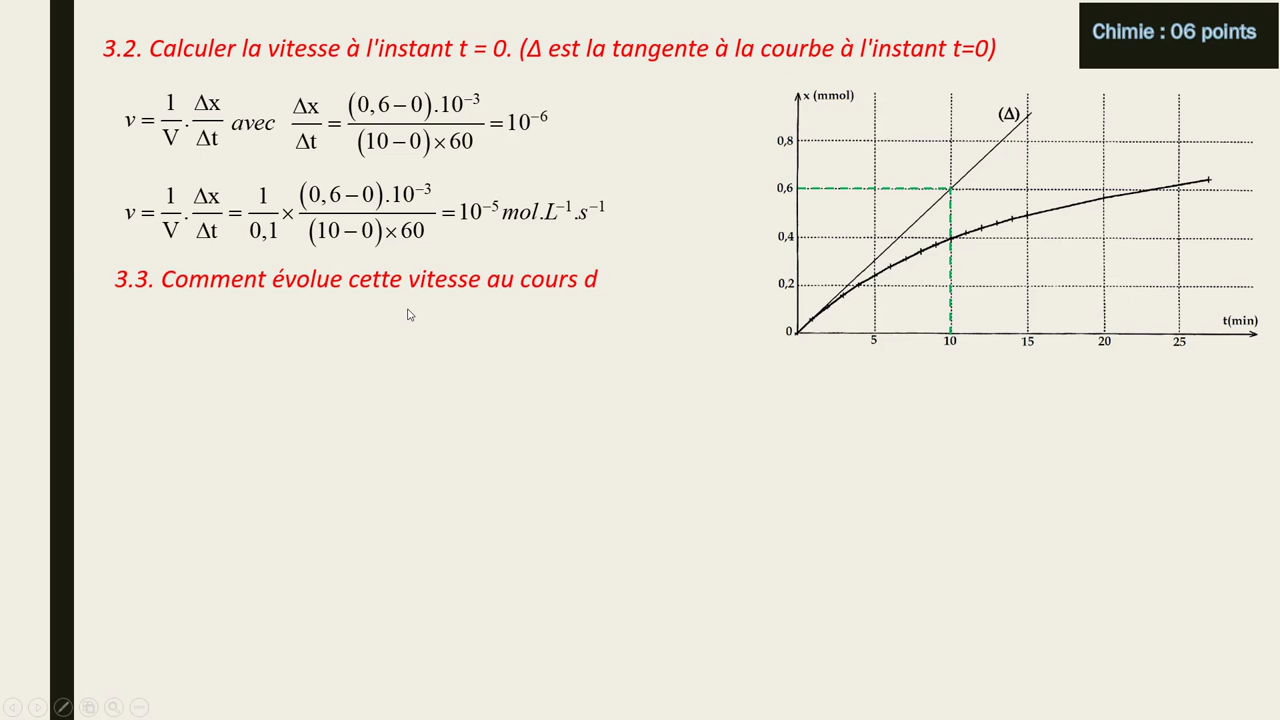 3.2. Calculer la vitesse à l'instant t = 0. (Δ est la tangente à la courbe à l'instant t=0)
Chimie : 06 points
v = 1/V . Δx/Δt avec Δx/Δt = (0,6−0).10⁻³/(10−0)×60 = 10⁻⁶
v = 1/V . Δx/Δt = 1/0,1 × (0,6−0).10⁻³/(10−0)×60 = 10⁻⁵ mol.L⁻¹.s⁻¹
3.3. Comment évolue cette vitesse au cours d
x (mmol)
(Δ)
0,8
0,6
0,4
0,2
0
t(min)
5 10 15 20 25